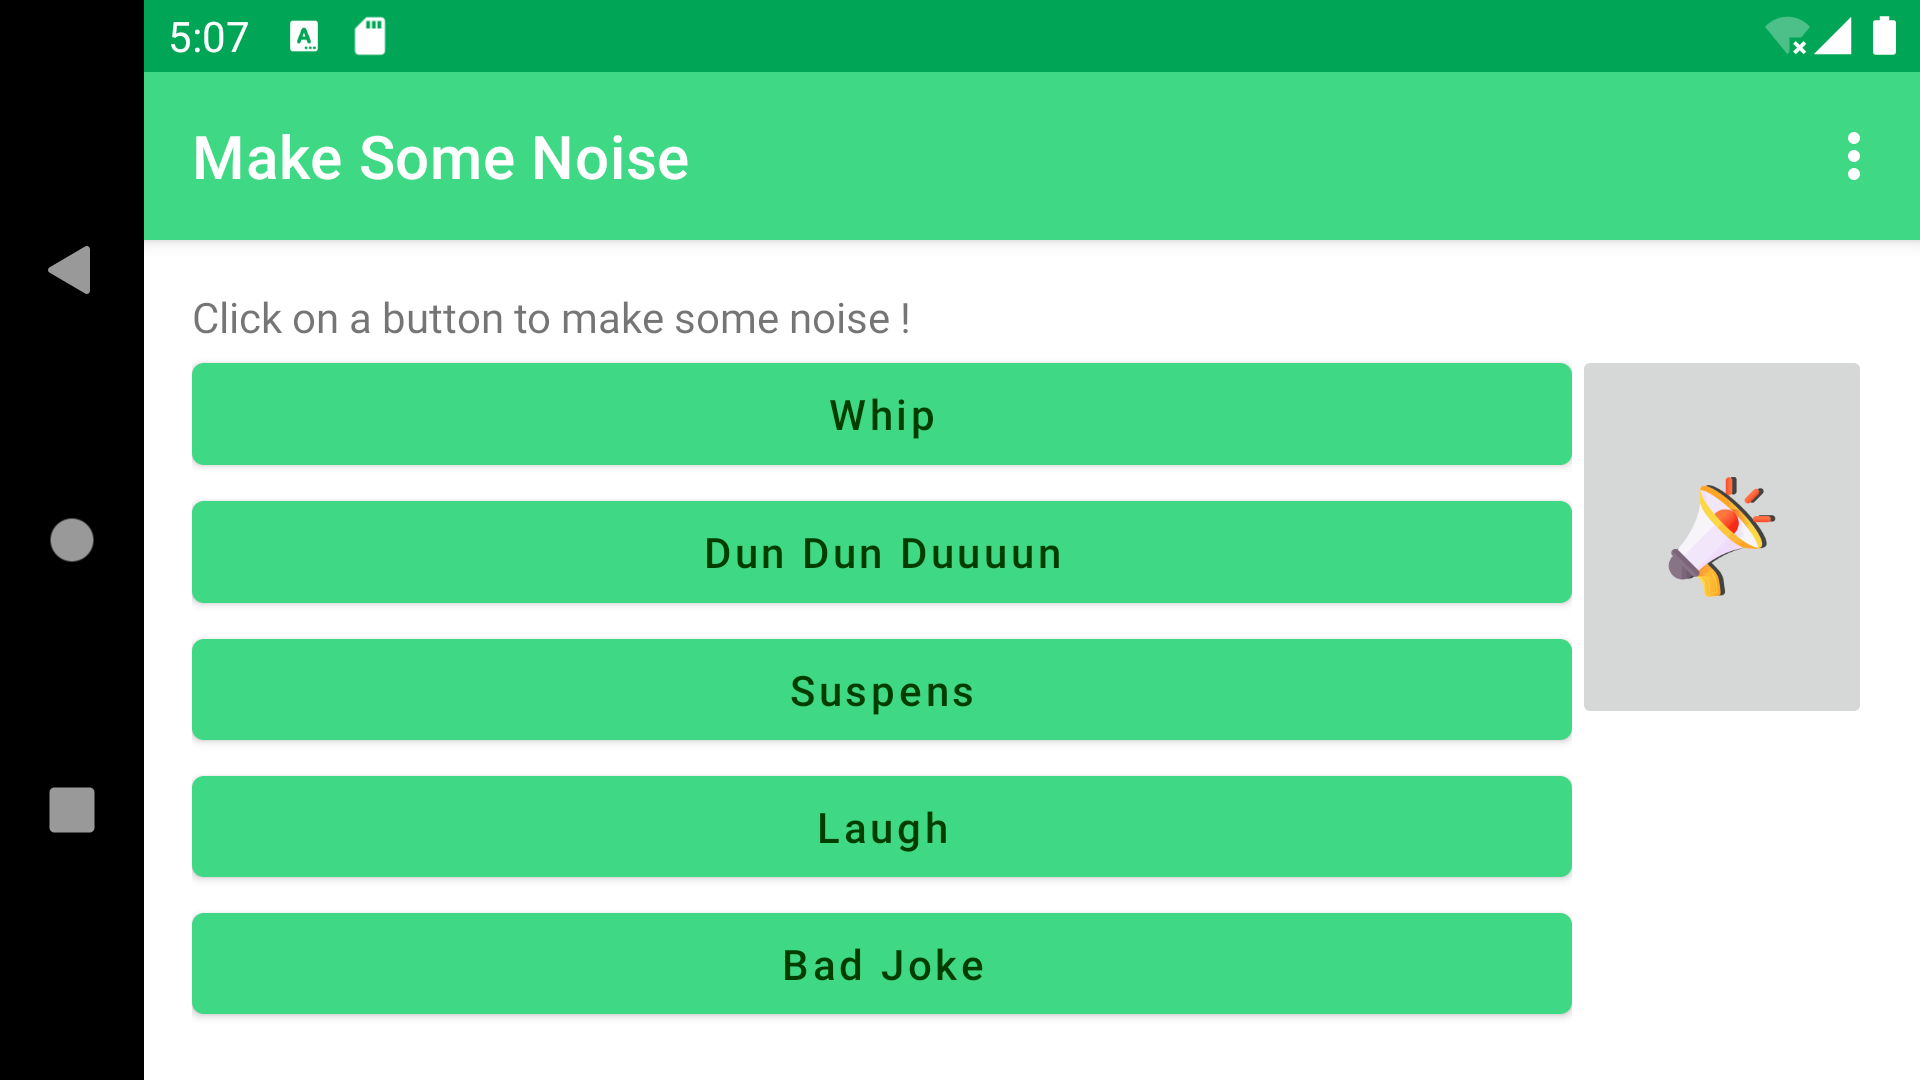 5:07
Make Some Noise
Click on a button to make some noise !
Whip
Dun Dun Duuuun
Suspens
Laugh
Bad Joke